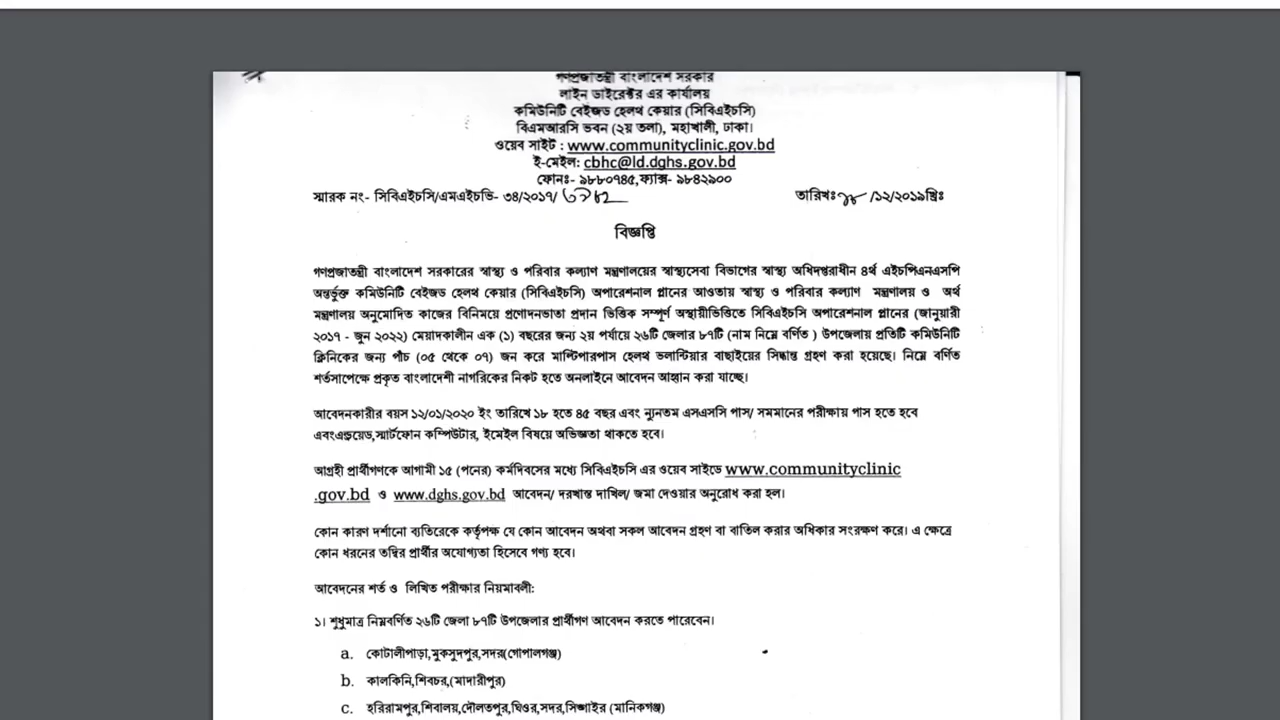 গণপ্রজাতন্ত্রী বাংলাদেশ সরকার
লাইন ডাইরেক্টর এর কার্যালয়
কমিউনিটি বেইজড হেলথ কেয়ার (সিবিএইচসি)
বিএমআরসি ভবন (২য় তলা), মহাখালী, ঢাকা।
ওয়েব সাইট : www.communityclinic.gov.bd
ই-মেইল: cbhc@ld.dghs.gov.bd
ফোনঃ- ৯৮৮০৭৪৫,ফ্যাক্স- ৯৮৪২৯০০
স্মারক নং- সিবিএইচসি/এমএইচভি- ৩৪/২০১৭/ তারিখঃ /১২/২০১৯খ্রিঃ
বিজ্ঞপ্তি
গণপ্রজাতন্ত্রী বাংলাদেশ সরকারের স্বাস্থ্য ও পরিবার কল্যাণ মন্ত্রণালয়ের স্বাস্থ্যসেবা বিভাগের স্বাস্থ্য অধিদপ্তরাধীন ৪র্থ এইচপিএনএসপি
অন্তর্ভুক্ত কমিউনিটি বেইজড হেলথ কেয়ার (সিবিএইচসি) অপারেশনাল প্লানের আওতায় স্বাস্থ্য ও পরিবার কল্যাণ মন্ত্রণালয় ও অর্থ
মন্ত্রণালয় অনুমোদিত কাজের বিনিময়ে প্রণোদনভাতা প্রদান ভিত্তিক সম্পূর্ণ অস্থায়ীভিত্তিতে সিবিএইচসি অপারেশনাল প্লানের (জানুয়ারী
২০১৭ - জুন ২০২২) মেয়াদকালীন এক (১) বছরের জন্য ২য় পর্যায়ে ২৬টি জেলার ৮৭টি (নাম নিম্নে বর্ণিত ) উপজেলায় প্রতিটি কমিউনিটি
ক্লিনিকের জন্য পাঁচ (০৫ থেকে ০৭) জন করে মাল্টিপারপাস হেলথ ভলান্টিয়ার বাছাইয়ের সিদ্ধান্ত গ্রহণ করা হয়েছে। নিম্নে বর্ণিত
শর্তসাপেক্ষে প্রকৃত বাংলাদেশী নাগরিকের নিকট হতে অনলাইনে আবেদন আহ্বান করা যাচ্ছে।
আবেদনকারীর বয়স ১২/০১/২০২০ ইং তারিখে ১৮ হতে ৪৫ বছর এবং ন্যুনতম এসএসসি পাস/ সমমানের পরীক্ষায় পাস হতে হবে
এবংএন্ড্রয়েড,স্মার্টফোন কম্পিউটার, ইমেইল বিষয়ে অভিজ্ঞতা থাকতে হবে।
আগ্রহী প্রার্থীগণকে আগামী ১৫ (পনের) কর্মদিবসের মধ্যে সিবিএইচসি এর ওয়েব সাইডে www.communityclinic
.gov.bd ও www.dghs.gov.bd আবেদন/ দরখাস্ত দাখিল/ জমা দেওয়ার অনুরোধ করা হল।
কোন কারণ দর্শানো ব্যতিরেকে কর্তৃপক্ষ যে কোন আবেদন অথবা সকল আবেদন গ্রহণ বা বাতিল করার অধিকার সংরক্ষণ করে। এ ক্ষেত্রে
কোন ধরনের তদ্বির প্রার্থীর অযোগ্যতা হিসেবে গণ্য হবে।
আবেদনের শর্ত ও লিখিত পরীক্ষার নিয়মাবলী:
১। শুধুমাত্র নিম্নবর্ণিত ২৬টি জেলা ৮৭টি উপজেলার প্রার্থীগণ আবেদন করতে পারেবেন।
a. কোটালীপাড়া,মুকসুদপুর,সদর(গোপালগঞ্জ)
b. কালকিনি,শিবচর,(মাদারীপুর)
c. হরিরামপুর,শিবালয়,দৌলতপুর,ঘিওর,সদর,সিঙ্গাইর (মানিকগঞ্জ)